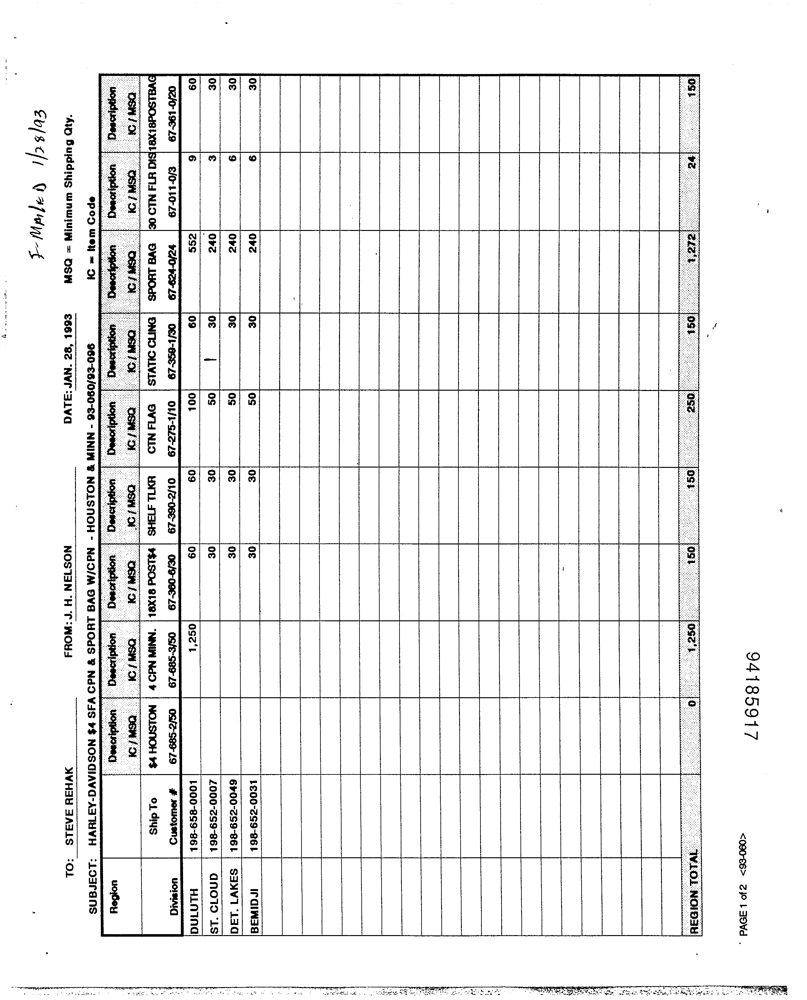 E-MAILED 1/28/93
TO: STEVE REHAK FROM: J. H. NELSON DATE: JAN. 28, 1993 MSQ = Minimum Shipping Qty.
SUBJECT: HARLEY-DAVIDSON $4 SFA CPN & SPORT BAG W/CPN - HOUSTON & MINN - 93-060/93-096 IC = Item Code
Region Description Description Description Description Description Description Description Description Description
IC / MSQ IC / MSQ IC / MSQ IC / MSQ IC / MSQ IC / MSQ IC / MSQ IC / MSQ IC / MSQ
Ship To $4 HOUSTON 4 CPN MINN. 18X18 POST$4 SHELF TLKR CTN FLAG STATIC CLING SPORT BAG 30 CTN FLR DIS 18X18POSTBAG
Division Customer # 67-685-2/50 67-685-3/50 67-360-6/30 67-390-2/10 67-275-1/10 67-359-1/30 67-624-0/24 67-011-0/3 67-361-0/20
DULUTH 198-658-0001 1,250 60 60 100 60 552 9 60
ST. CLOUD 198-652-0007 30 30 50 30 240 3 30
DET. LAKES 198-652-0049 30 30 50 30 240 6 30
BEMIDJI 198-652-0031 30 30 50 30 240 6 30
REGION TOTAL 0 1,250 150 150 250 150 1,272 24 150
PAGE 1 of 2 <93-060>
94185917